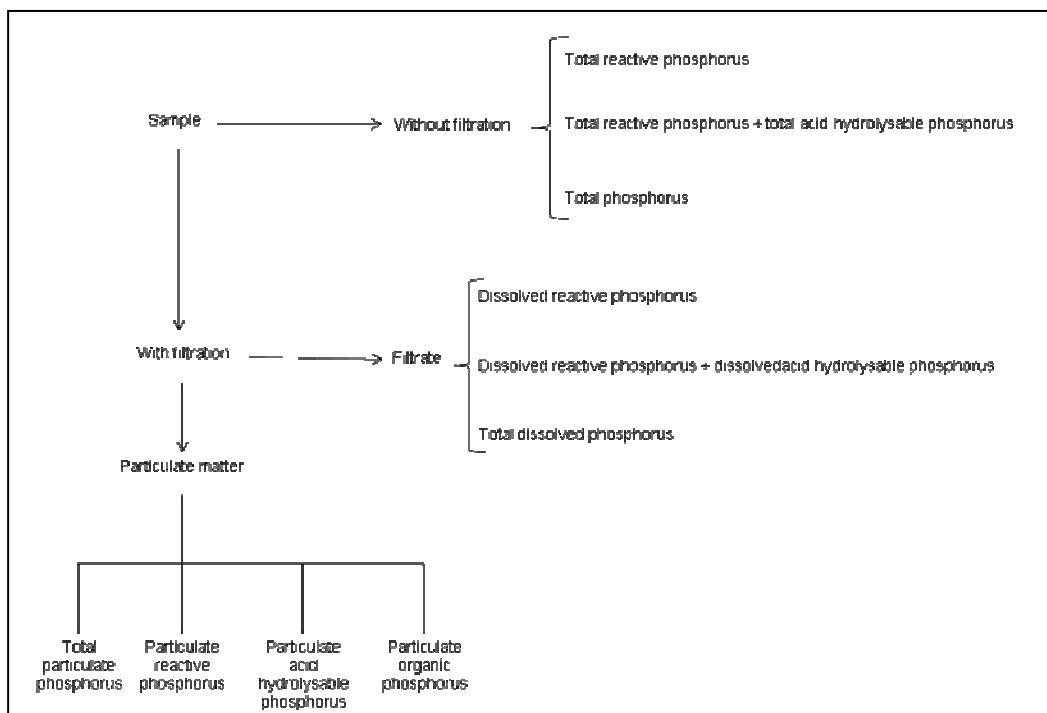 Total reactive phosphorus
Sample
Without filtration
Total reactive phosphorus + total acid hydrolysable phosphorus
Total phosphorus
Dissolved reactive phosphorus
With filtration
Filtrate
Dissolved reactive phosphorus + dissolvedacid hydrolysable phosphorus
Total dissolved phosphorus
Particulate matter
Total
particulate
phosphorus
Particulate
reactive
phosphorus
Particulate
acid
hydrolysable
phosphorus
Particulate
organic
phosphorus